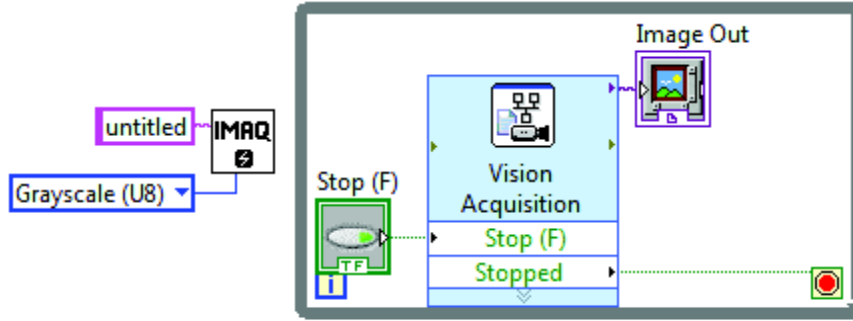 Image Out
untitled
IMAQ
Grayscale (U8)
Stop (F)
TF
i
Vision
Acquisition
Stop (F)
Stopped